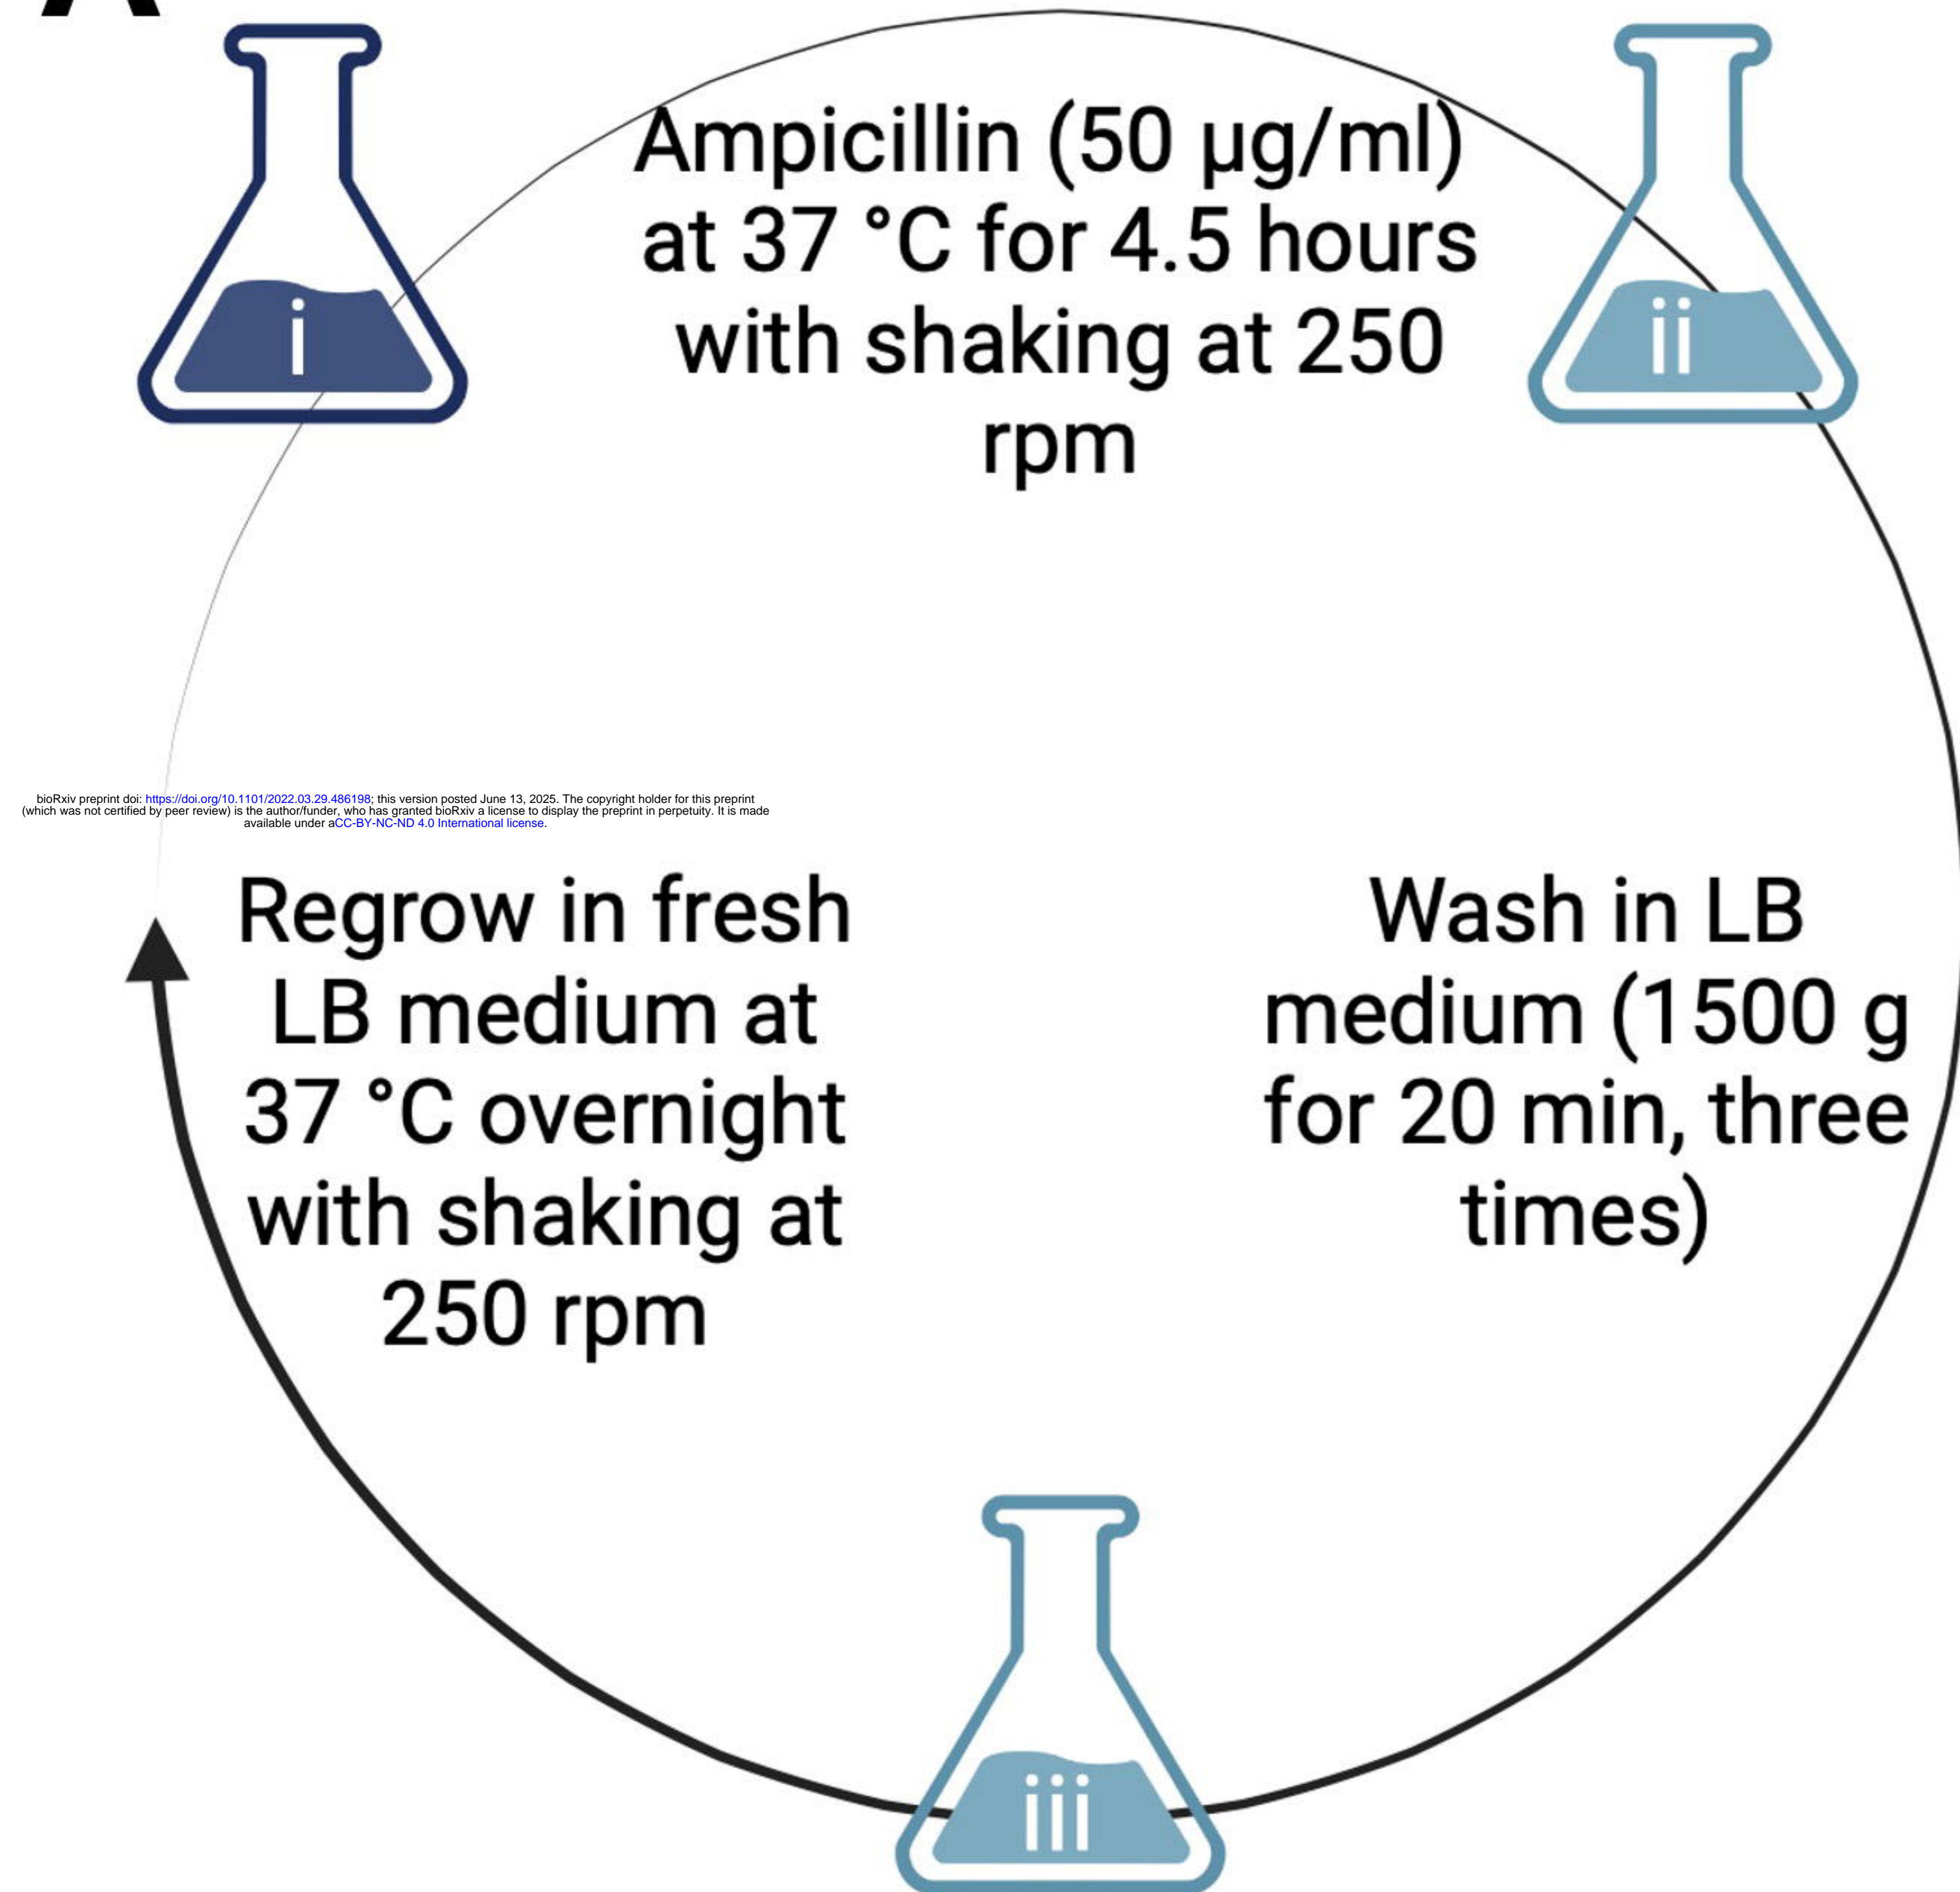 Ampicillin (50 µg/ml)
at 37 °C for 4.5 hours
with shaking at 250
rpm
i
ii
bioRxiv preprint doi: https://doi.org/10.1101/2022.03.29.486198; this version posted June 13, 2025. The copyright holder for this preprint
(which was not certified by peer review) is the author/funder, who has granted bioRxiv a license to display the preprint in perpetuity. It is made
available under aCC-BY-NC-ND 4.0 International license.
Regrow in fresh
LB medium at
37 °C overnight
with shaking at
250 rpm
Wash in LB
medium (1500 g
for 20 min, three
times)
iii